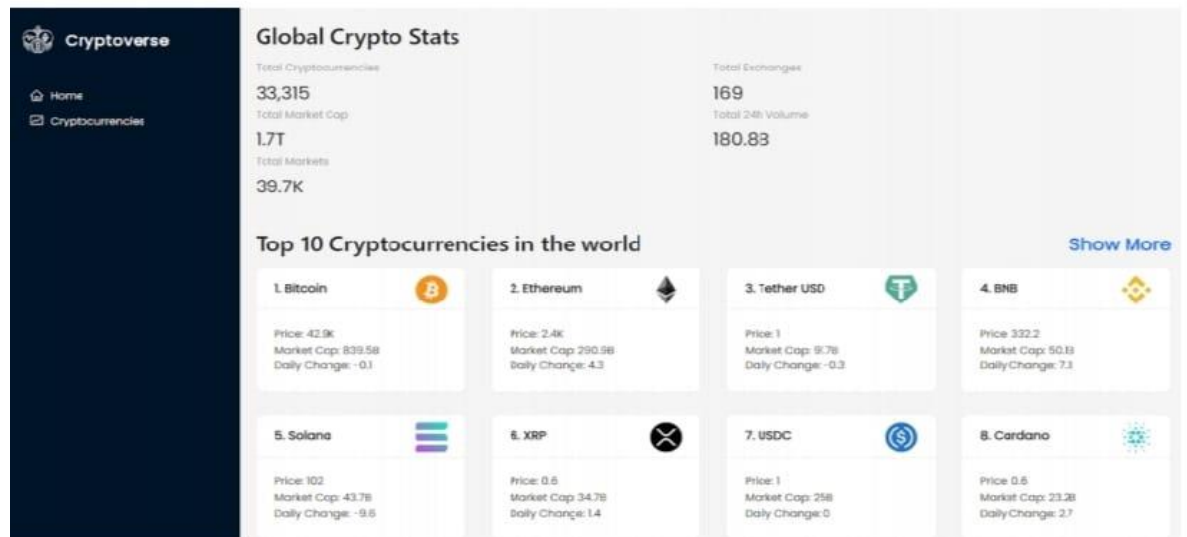 Cryptoverse
Home
Cryptocurrencies
Global Crypto Stats
Total Cryptocurrencies
33,315
Total Exchanges
169
Total Market Cap
1.7T
Total 24h Volume
180.8B
Total Markets
39.7K
Top 10 Cryptocurrencies in the world
Show More
1. Bitcoin
Price: 42.9K
Market Cap: 839.5B
Daily Change: -0.1
2. Ethereum
Price: 2.4K
Market Cap: 290.9B
Daily Change: 4.3
3. Tether USD
Price: 1
Market Cap: 91.7B
Daily Change: -0.3
4. BNB
Price: 332.2
Market Cap: 50.1B
Daily Change: 7.1
5. Solana
Price: 102
Market Cap: 43.7B
Daily Change: -9.6
6. XRP
Price: 0.6
Market Cap: 34.7B
Daily Change: 1.4
7. USDC
Price: 1
Market Cap: 25B
Daily Change: 0
8. Cardano
Price: 0.6
Market Cap: 23.2B
Daily Change: 2.7